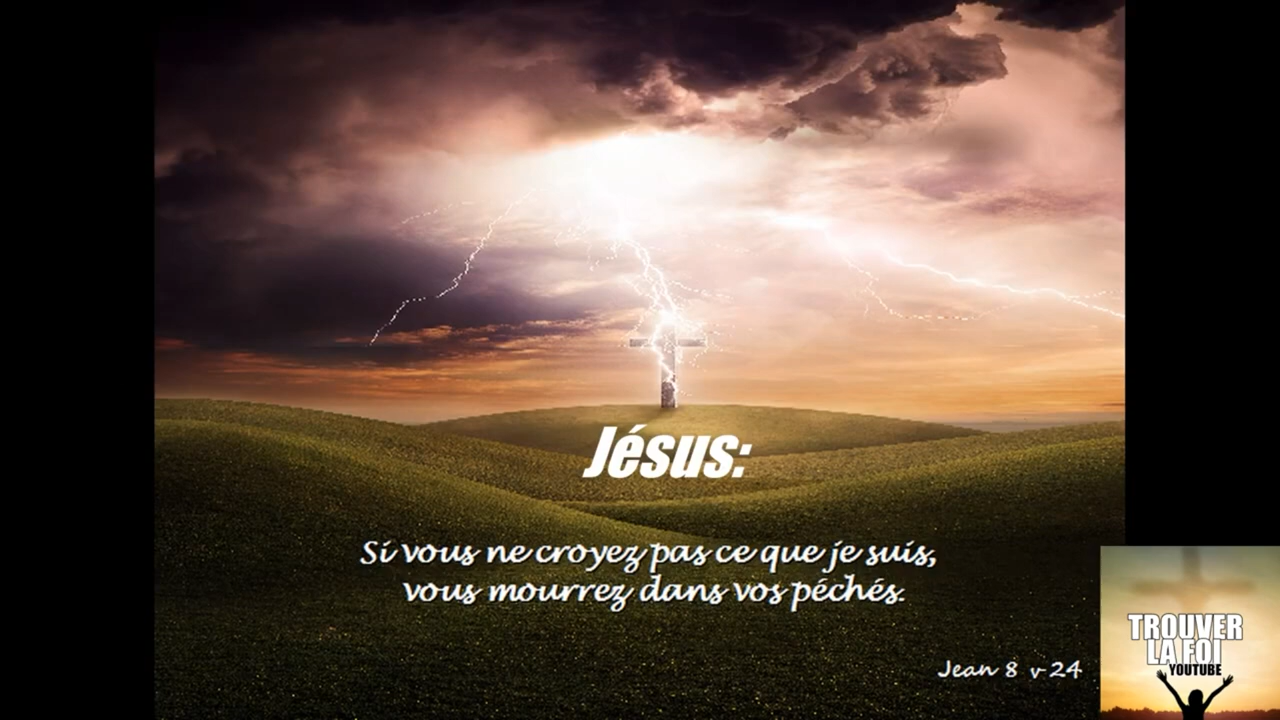 Jésus:
Si vous ne croyez pas ce que je suis,
vous mourrez dans vos péchés.
Jean 8 v 24
TROUVER
LA FOI
YOUTUBE